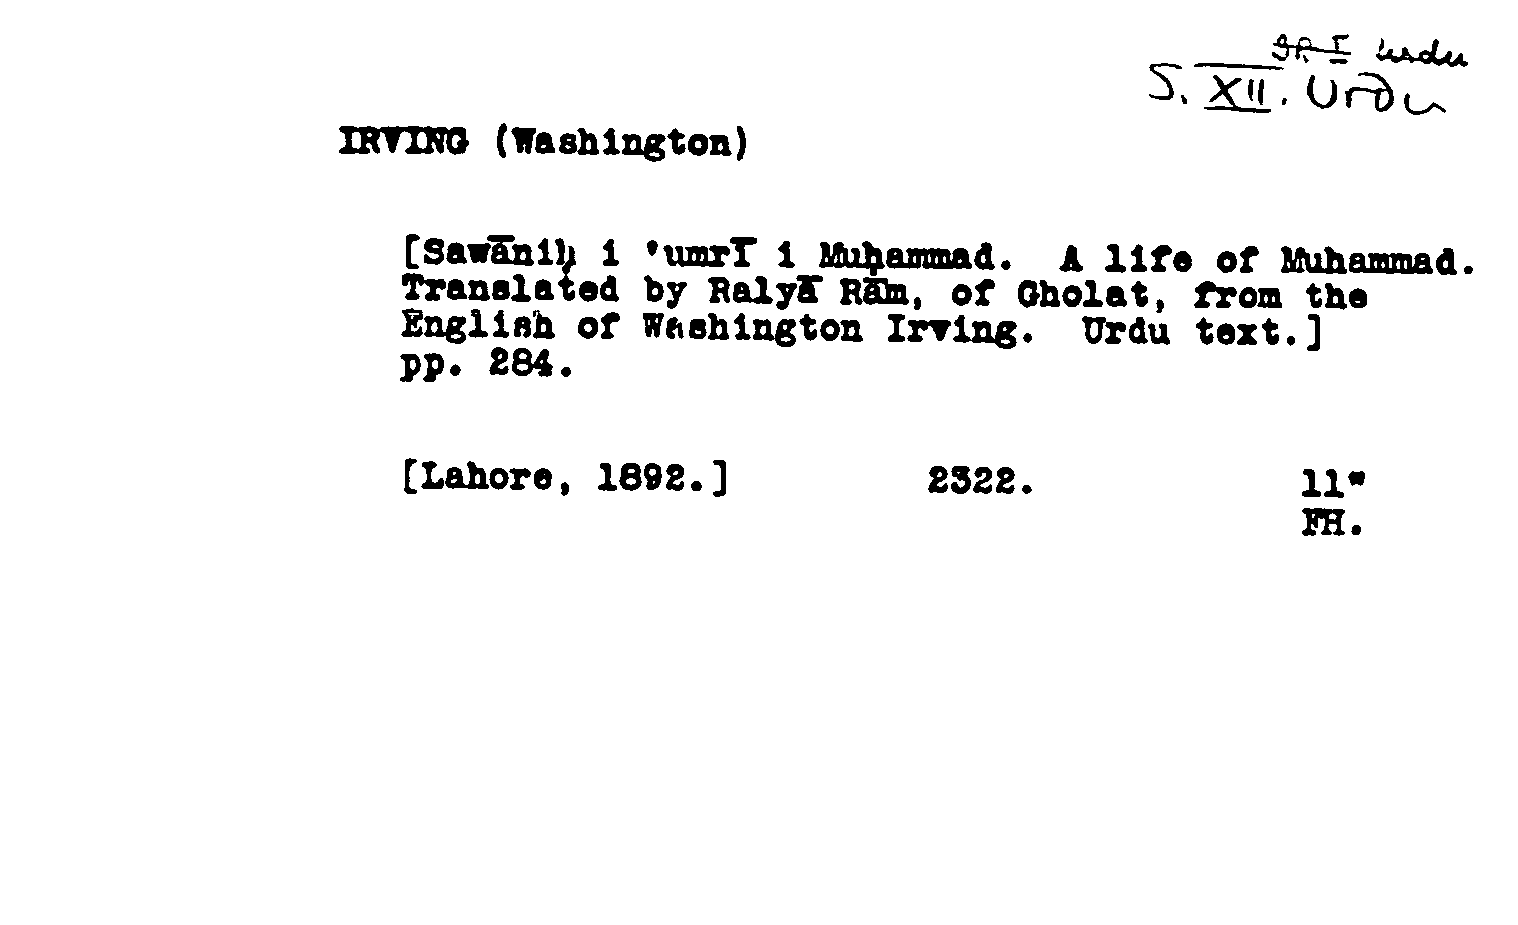 Urdu
S. XII. Urdu
IRVING (Washington)
[Sawāniḥ i 'umrī i Muḥammad. A life of Muhammad.
Translated by Ralyā Rām, of Gholat, from the
English of Washington Irving. Urdu text.]
pp. 284.
[Lahore, 1892.] 2322. 11"
FH.